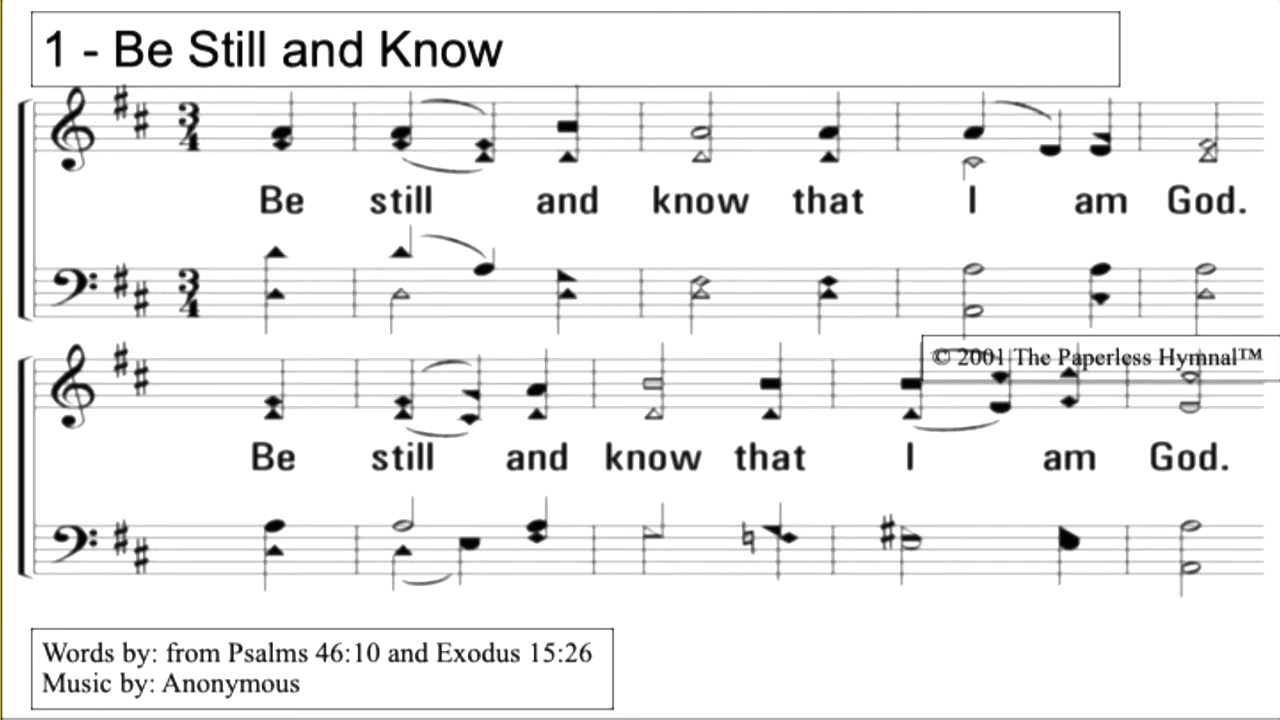 1 - Be Still and Know
Be still and know that I am God.
© 2001 The Paperless Hymnal™
Be still and know that I am God.
Words by: from Psalms 46:10 and Exodus 15:26
Music by: Anonymous